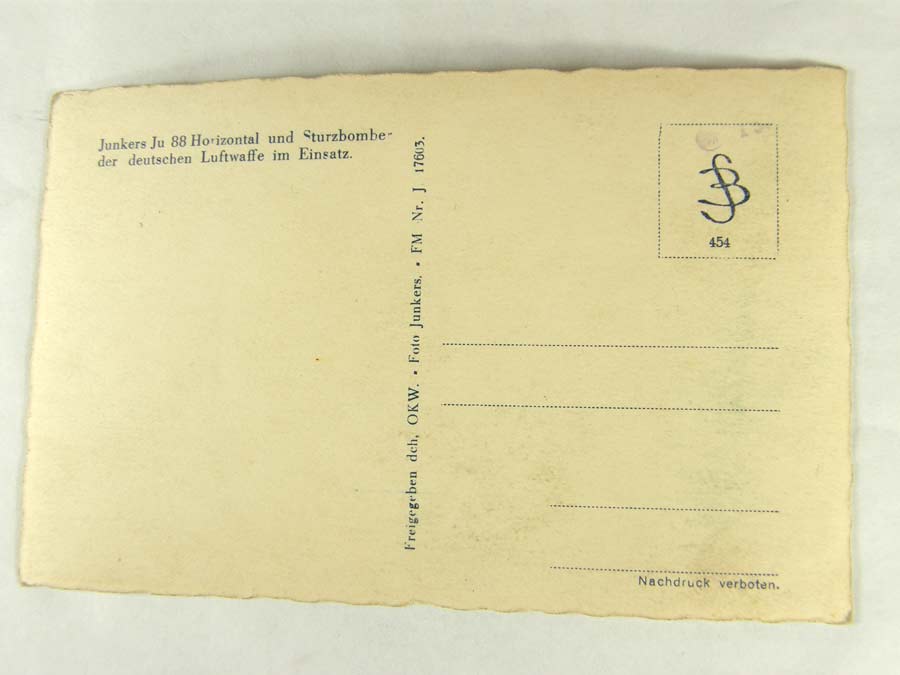 Junkers Ju 88 Horizontal und Sturzbomber
der deutschen Luftwaffe im Einsatz.
Freigegeben dch, OKW. • Foto Junkers. • FM Nr. J 17603.
454
Nachdruck verboten.